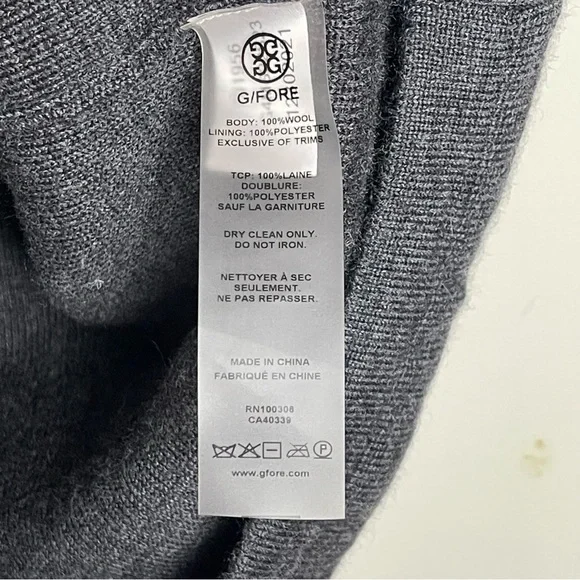 G/FORE
BODY: 100%WOOL
LINING: 100%POLYESTER
EXCLUSIVE OF TRIMS
TCP: 100%LAINE
DOUBLURE:
100%POLYESTER
SAUF LA GARNITURE
DRY CLEAN ONLY.
DO NOT IRON.
NETTOYER À SEC
SEULEMENT.
NE PAS REPASSER.
MADE IN CHINA
FABRIQUÉ EN CHINE
RN100306
CA40339
P
www.gfore.com